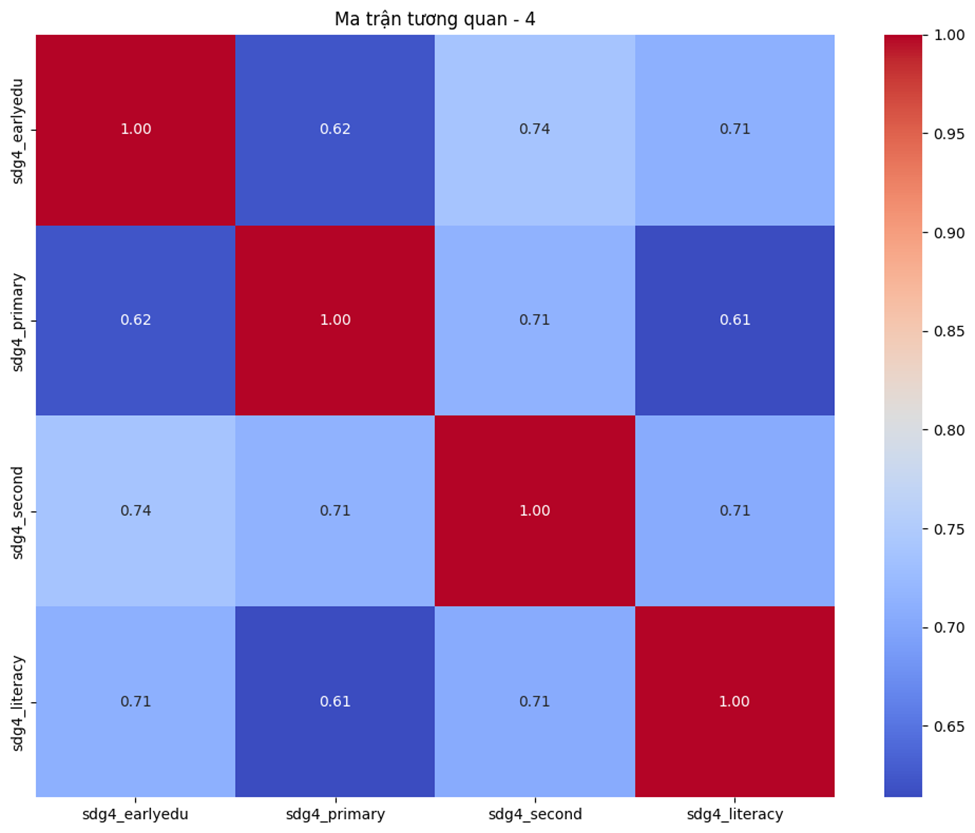 Ma trận tương quan - 4
sdg4_earlyedu
1.00
0.62
0.74
0.71
sdg4_primary
0.62
1.00
0.71
0.61
sdg4_second
0.74
0.71
1.00
0.71
sdg4_literacy
0.71
0.61
0.71
1.00
sdg4_earlyedu
sdg4_primary
sdg4_second
sdg4_literacy
1.00
0.95
0.90
0.85
0.80
0.75
0.70
0.65